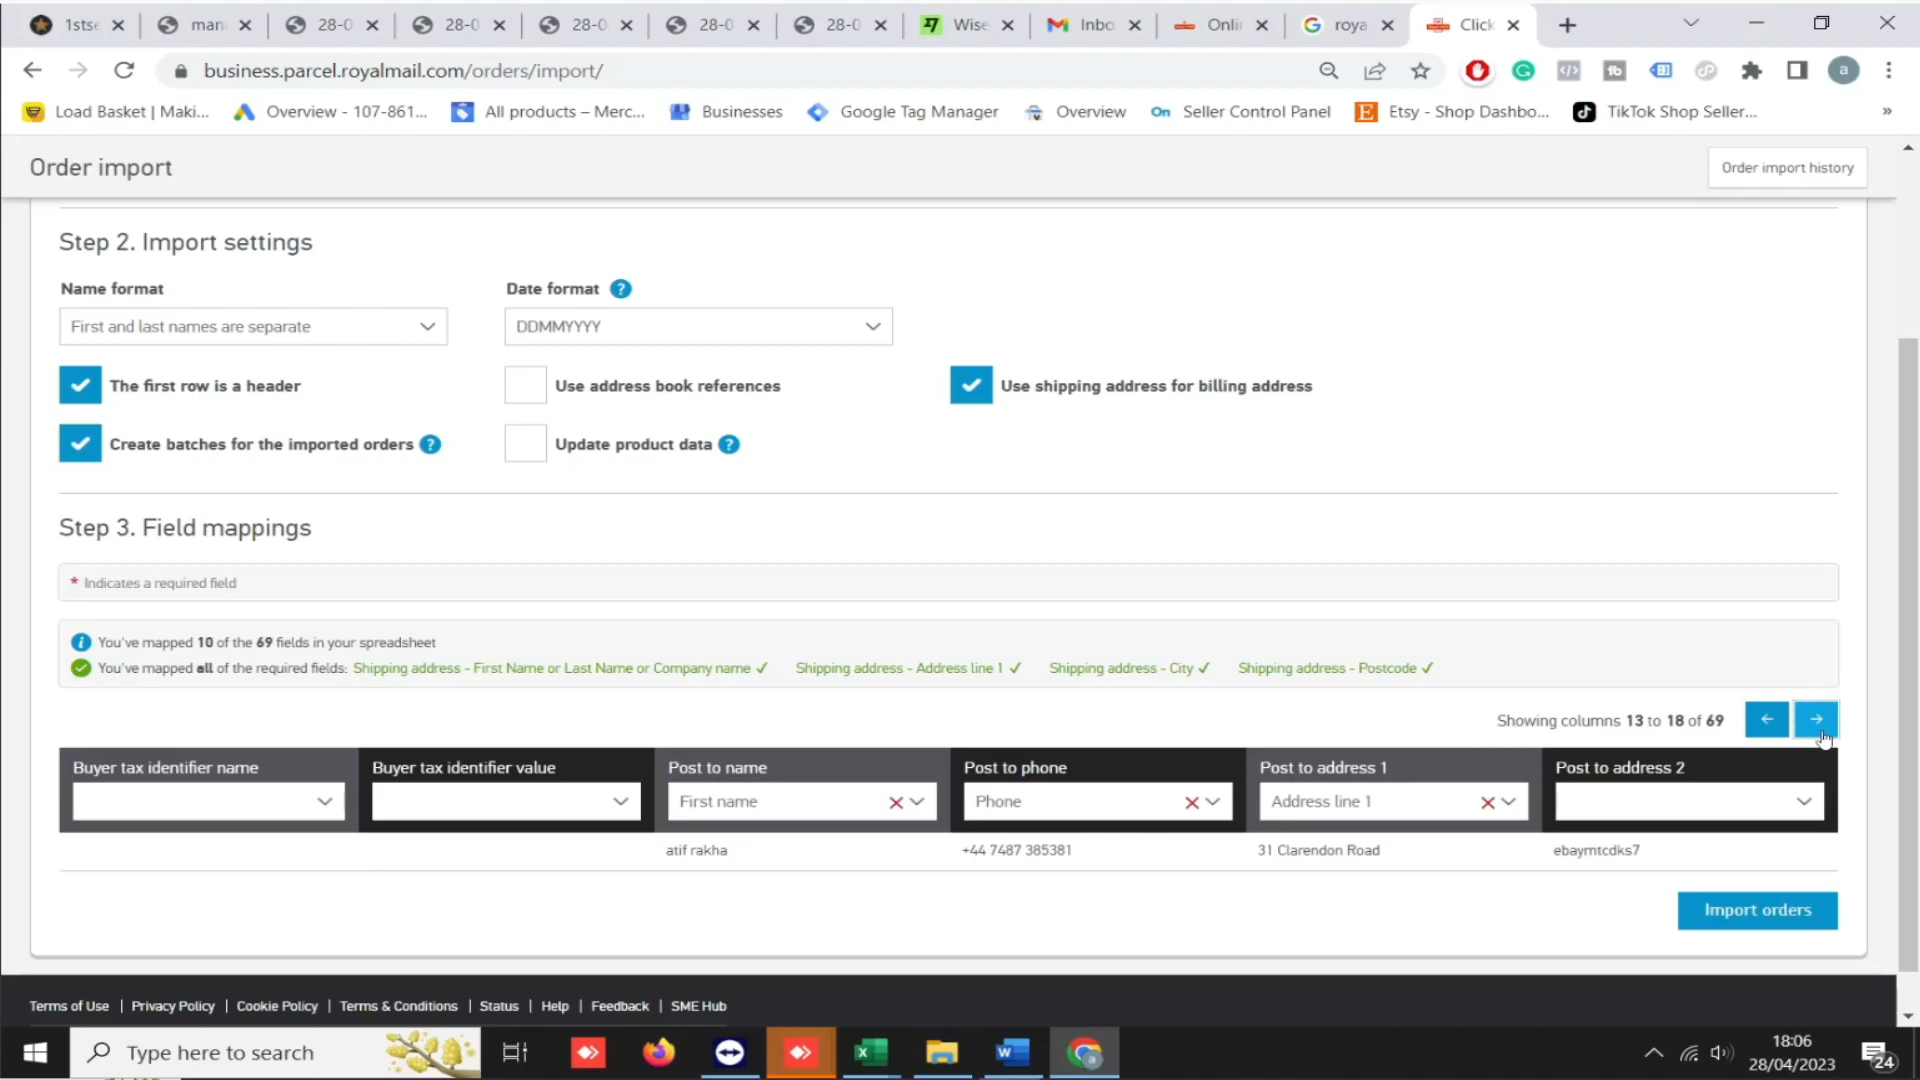 1sts
man
28-0
28-0
28-0
28-0
28-0
Wise
Inbo
Onli
roya
Click
business.parcel.royalmail.com/orders/import/
a
Load Basket | Maki...
Overview - 107-861...
All products – Merc...
Businesses
Google Tag Manager
Overview
On Seller Control Panel
Etsy - Shop Dashbo...
TikTok Shop Seller...
»
Order import
Order import history
Step 2. Import settings
Name format
Date format ?
First and last names are separate
DDMMYYYY
The first row is a header
Use address book references
Use shipping address for billing address
Create batches for the imported orders ?
Update product data ?
Step 3. Field mappings
* Indicates a required field
You've mapped 10 of the 69 fields in your spreadsheet
You've mapped all of the required fields: Shipping address - First Name or Last Name or Company name ✓ Shipping address - Address line 1 ✓ Shipping address - City ✓ Shipping address - Postcode ✓
Showing columns 13 to 18 of 69
Buyer tax identifier name
Buyer tax identifier value
Post to name
Post to phone
Post to address 1
Post to address 2
First name
Phone
Address line 1
atif rakha
+44 7487 385381
31 Clarendon Road
ebaymtcdks7
Import orders
Terms of Use | Privacy Policy | Cookie Policy | Terms & Conditions | Status | Help | Feedback | SME Hub
Type here to search
18:06
28/04/2023
24